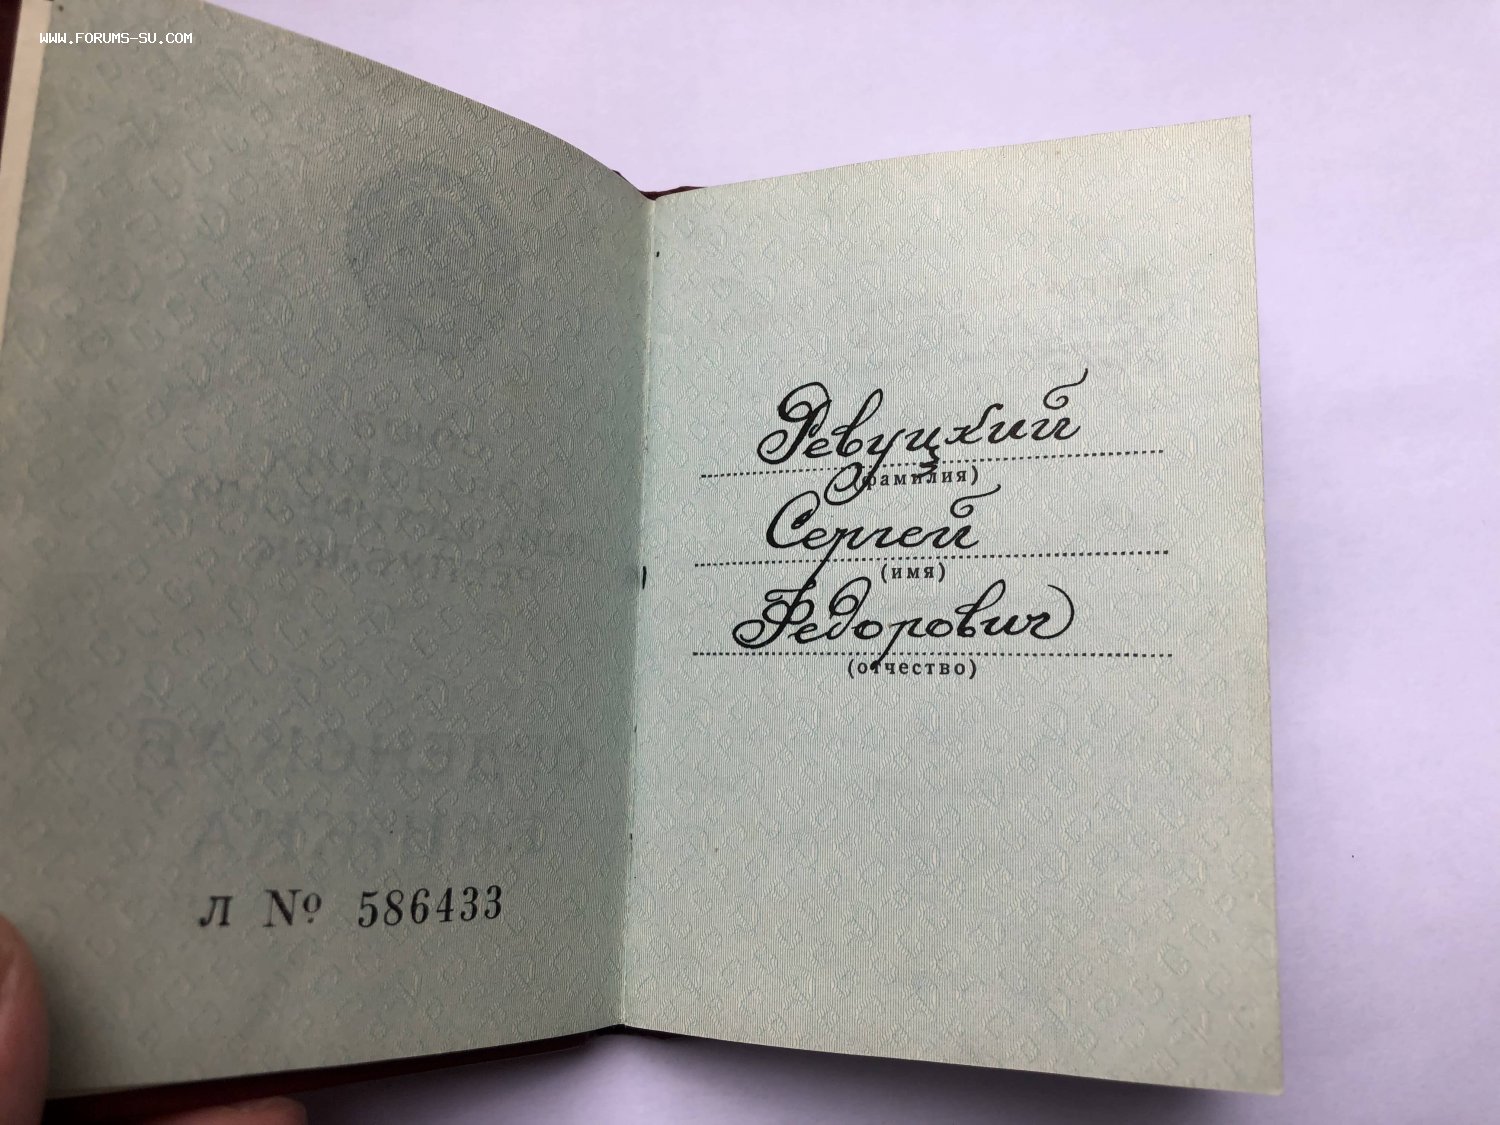 WWW.FORUMS-SU.COM
Л № 586433
Ревуцкий
(фамилия)
Сергей
(имя)
Федорович
(отчество)